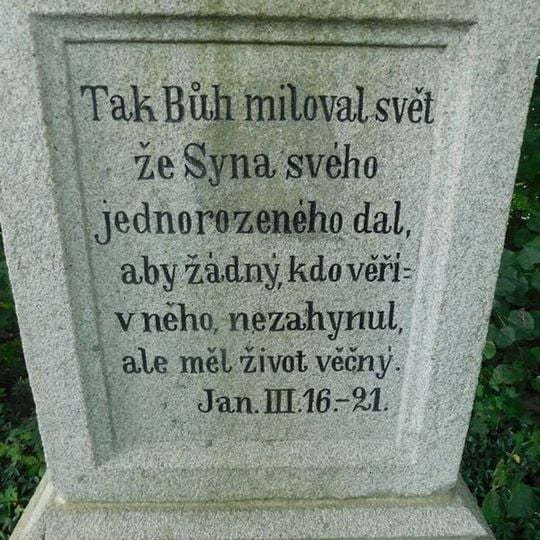 Tak Bůh miloval svět
že Syna svého
jednorozeného dal,
aby žádný, kdo věří=
v něho, nezahynul,
ale měl život věčný.
Jan. III. 16.-21.